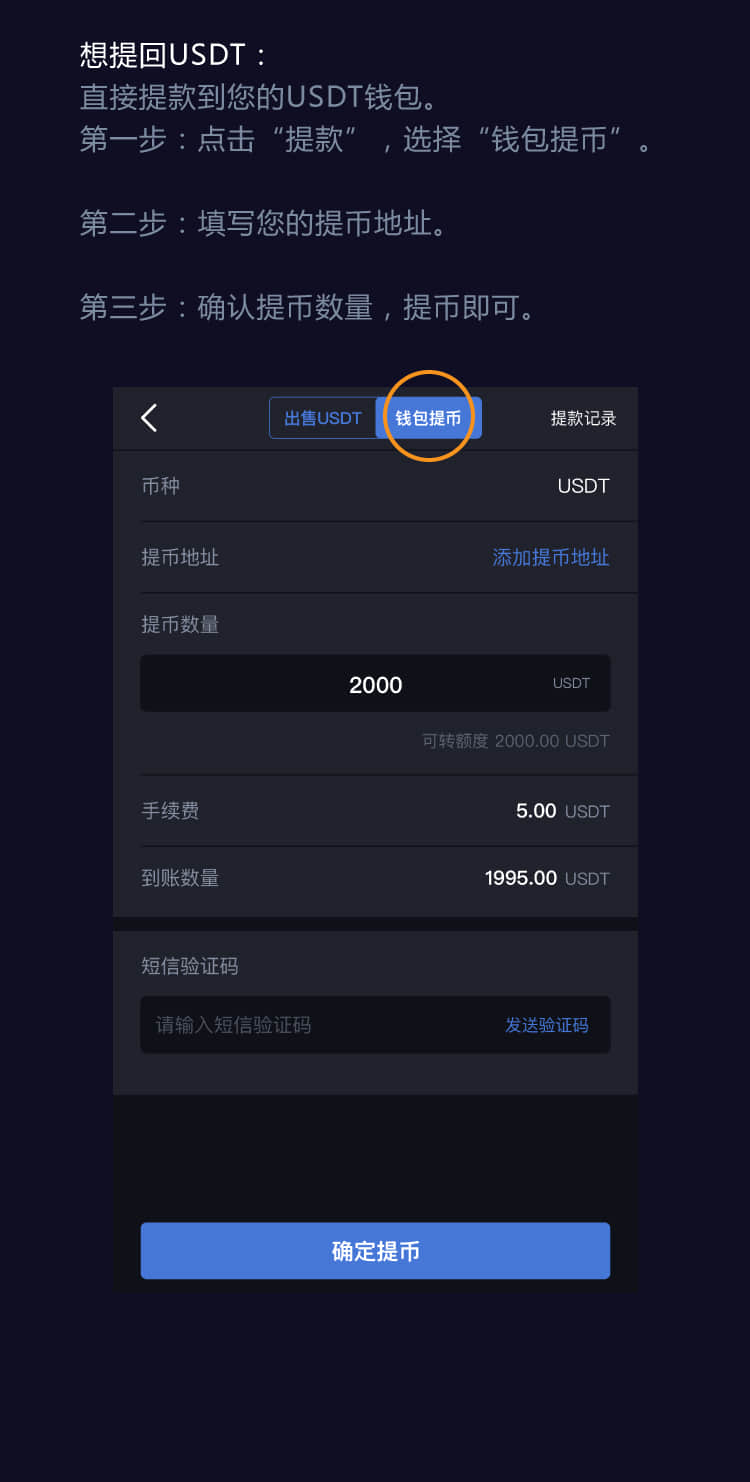 想提回USDT：
直接提款到您的USDT钱包。
第一步：点击“提款”，选择“钱包提币”。
第二步：填写您的提币地址。
第三步：确认提币数量，提币即可。
出售USDT 钱包提币 提款记录
币种 USDT
提币地址 添加提币地址
提币数量
2000 USDT
可转额度 2000.00 USDT
手续费 5.00 USDT
到账数量 1995.00 USDT
短信验证码
请输入短信验证码 发送验证码
确定提币